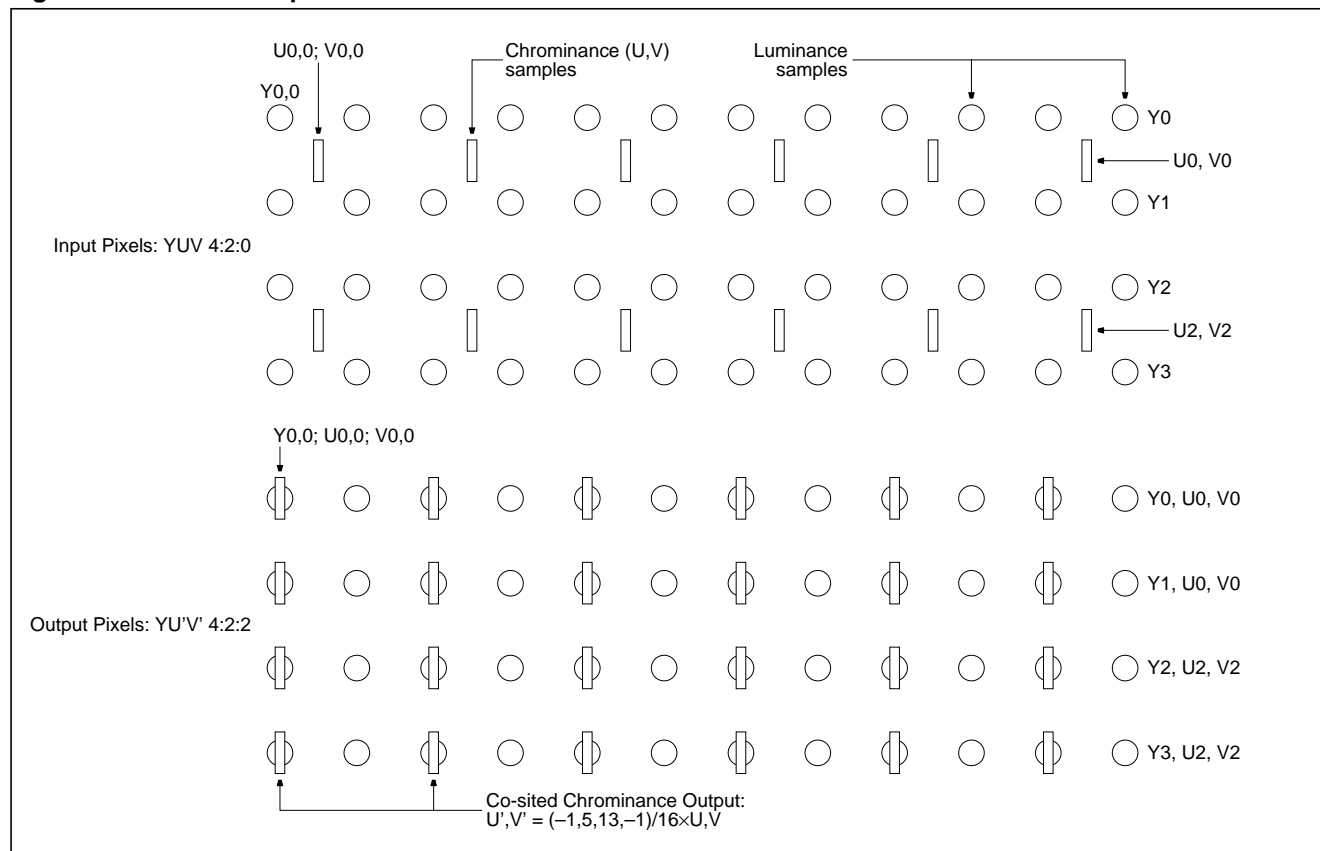 U0,0; V0,0
Chrominance (U,V)
samples
Luminance
samples
Y0,0
Y0
U0, V0
Y1
Input Pixels: YUV 4:2:0
Y2
U2, V2
Y3
Y0,0; U0,0; V0,0
Y0, U0, V0
Y1, U0, V0
Output Pixels: YU'V' 4:2:2
Y2, U2, V2
Y3, U2, V2
Co-sited Chrominance Output:
U',V' = (–1,5,13,–1)/16×U,V